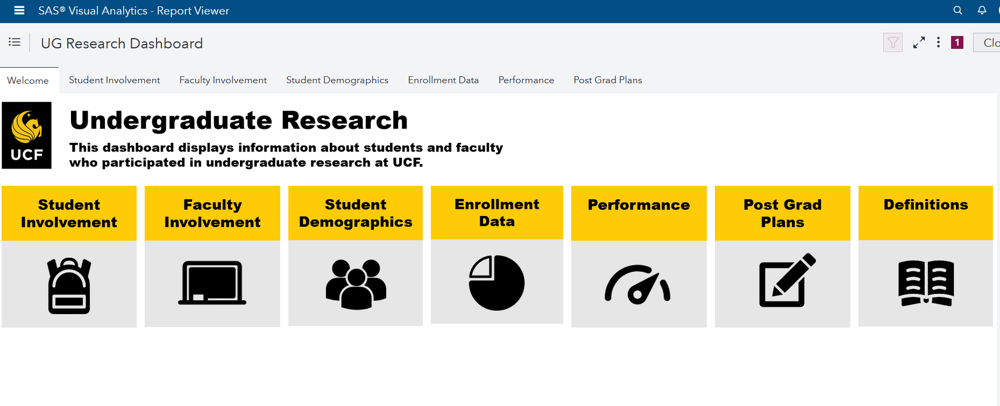 SAS® Visual Analytics - Report Viewer
UG Research Dashboard
1
Clo
Welcome
Student Involvement
Faculty Involvement
Student Demographics
Enrollment Data
Performance
Post Grad Plans
UCF
Undergraduate Research
This dashboard displays information about students and faculty
who participated in undergraduate research at UCF.
Student
Involvement
Faculty
Involvement
Student
Demographics
Enrollment
Data
Performance
Post Grad
Plans
Definitions